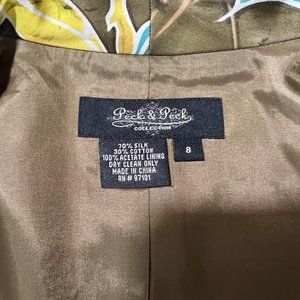 Peck & Peck
COLLECTION
8
70% SILK
30% COTTON
100% ACETATE LINING
DRY CLEAN ONLY
MADE IN CHINA
RN# 97101